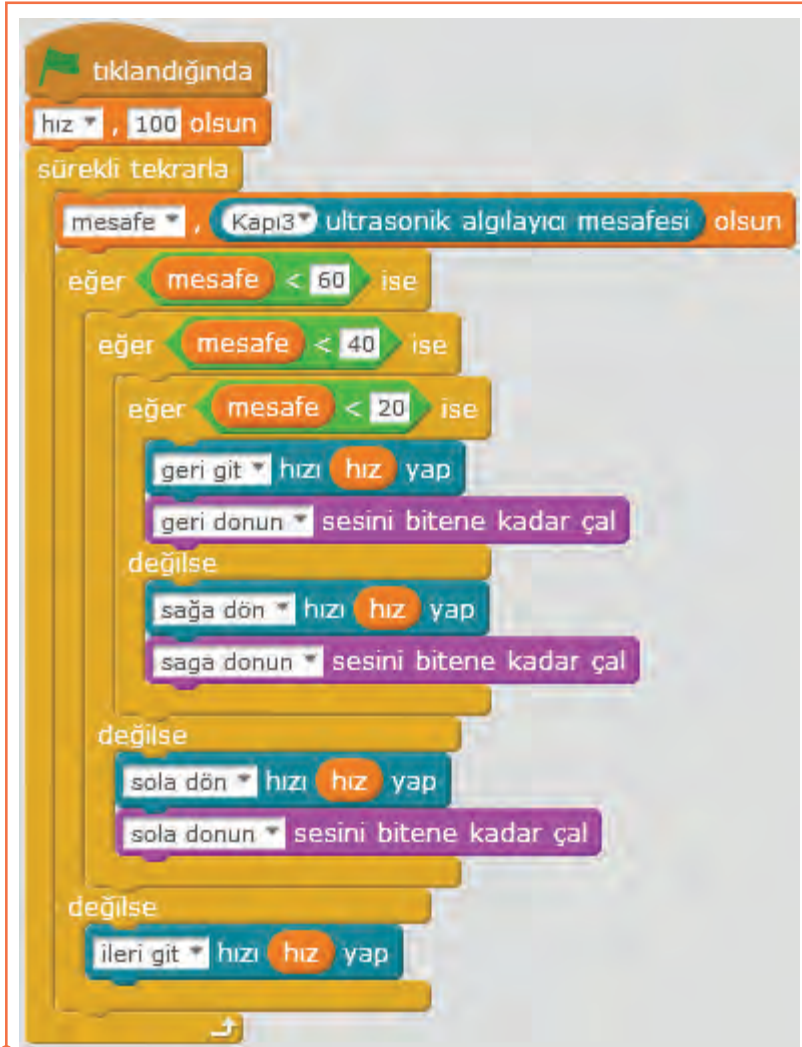 tıklandığında
hız , 100 olsun
sürekli tekrarla
mesafe , Kapı3 ultrasonik algılayıcı mesafesi olsun
eğer mesafe < 60 ise
eğer mesafe < 40 ise
eğer mesafe < 20 ise
geri git hızı hız yap
geri donun sesini bitene kadar çal
değilse
sağa dön hızı hız yap
saga donun sesini bitene kadar çal
değilse
sola dön hızı hız yap
sola donun sesini bitene kadar çal
değilse
ileri git hızı hız yap